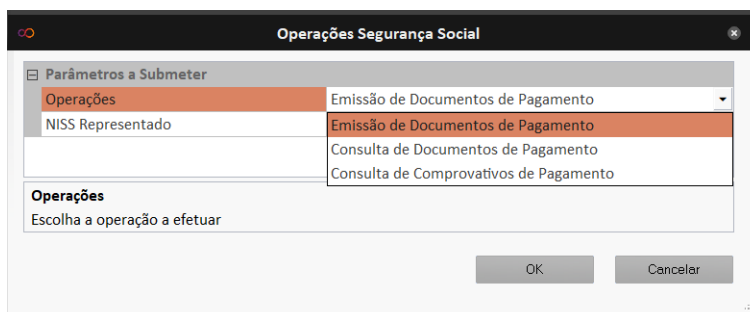 Operações Segurança Social
Parâmetros a Submeter
Operações Emissão de Documentos de Pagamento
NISS Representado Emissão de Documentos de Pagamento
Consulta de Documentos de Pagamento
Consulta de Comprovativos de Pagamento
Operações
Escolha a operação a efetuar
OK Cancelar